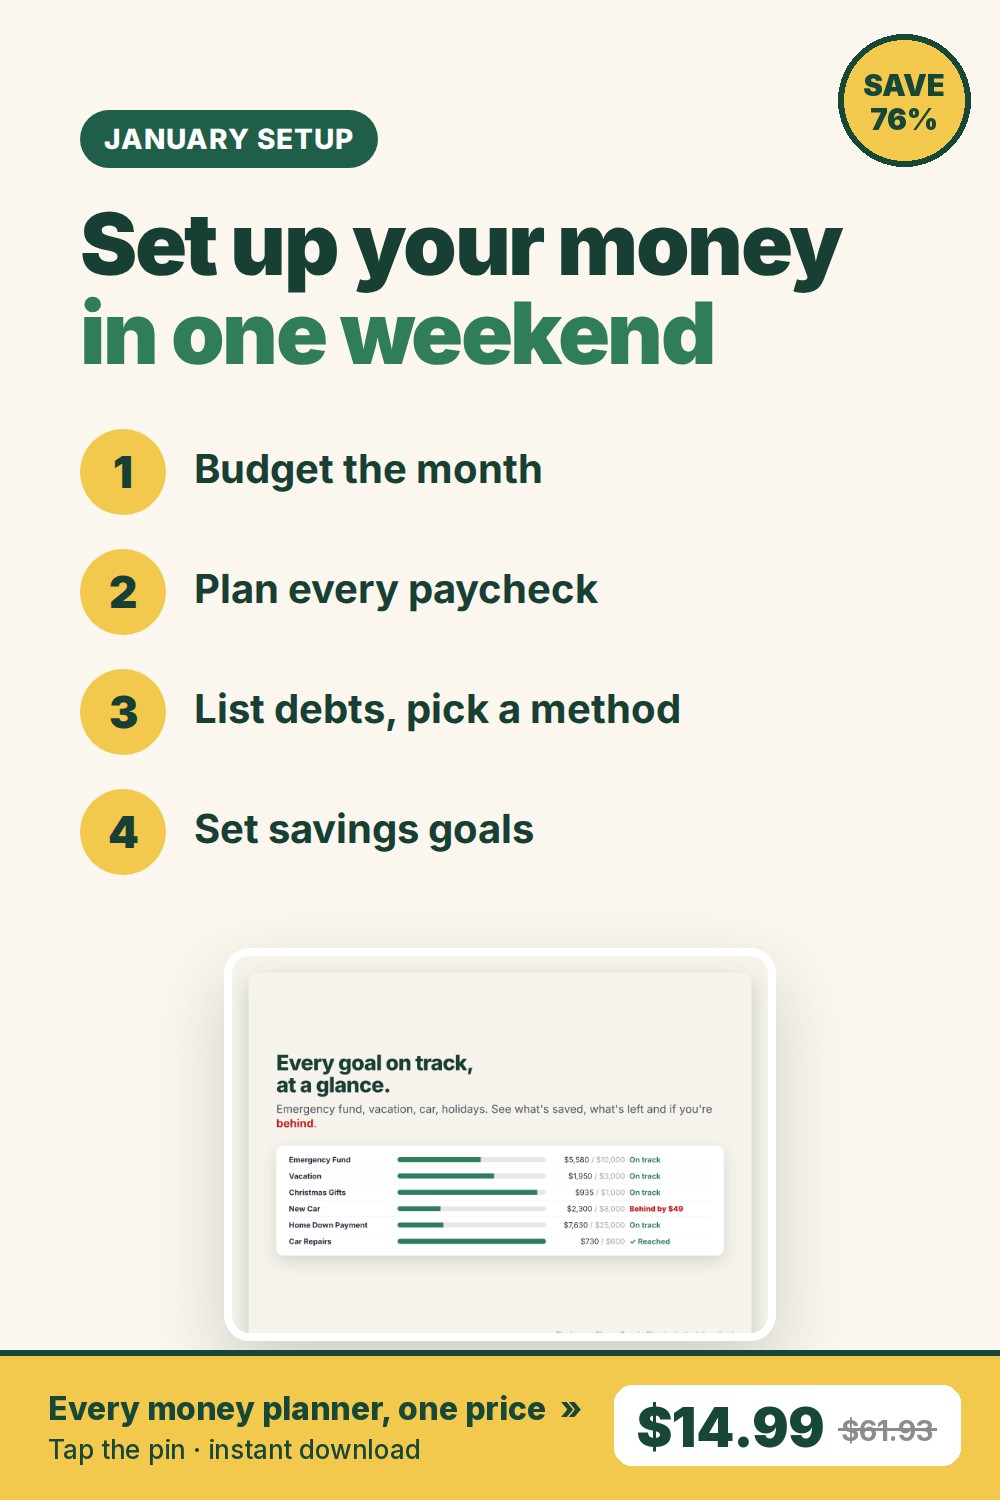 SAVE
76%
JANUARY SETUP
Set up your money
in one weekend
1 Budget the month
2 Plan every paycheck
3 List debts, pick a method
4 Set savings goals
Every goal on track,
at a glance.
Emergency fund, vacation, car, holidays. See what's saved, what's left and if you're
behind.
Emergency Fund $5,580 / $10,000 On track
Vacation $1,950 / $3,000 On track
Christmas Gifts $935 / $1,000 On track
New Car $2,300 / $8,000 Behind by $49
Home Down Payment $7,630 / $25,000 On track
Car Repairs $730 / $600 ✓ Reached
Every money planner, one price »
Tap the pin · instant download
$14.99 $61.93